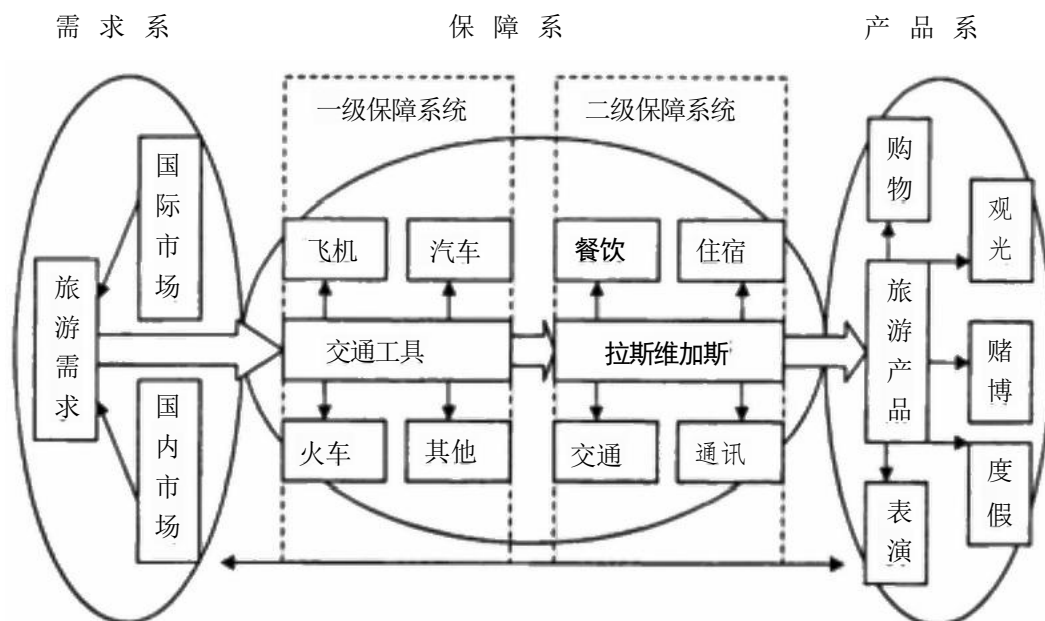 需求系
保障系
产品系
一级保障系统
二级保障系统
国际市场
旅游需求
国内市场
飞机
汽车
交通工具
火车
其他
餐饮
住宿
拉斯维加斯
交通
通讯
购物
观光
旅游产品
赌博
度假
表演